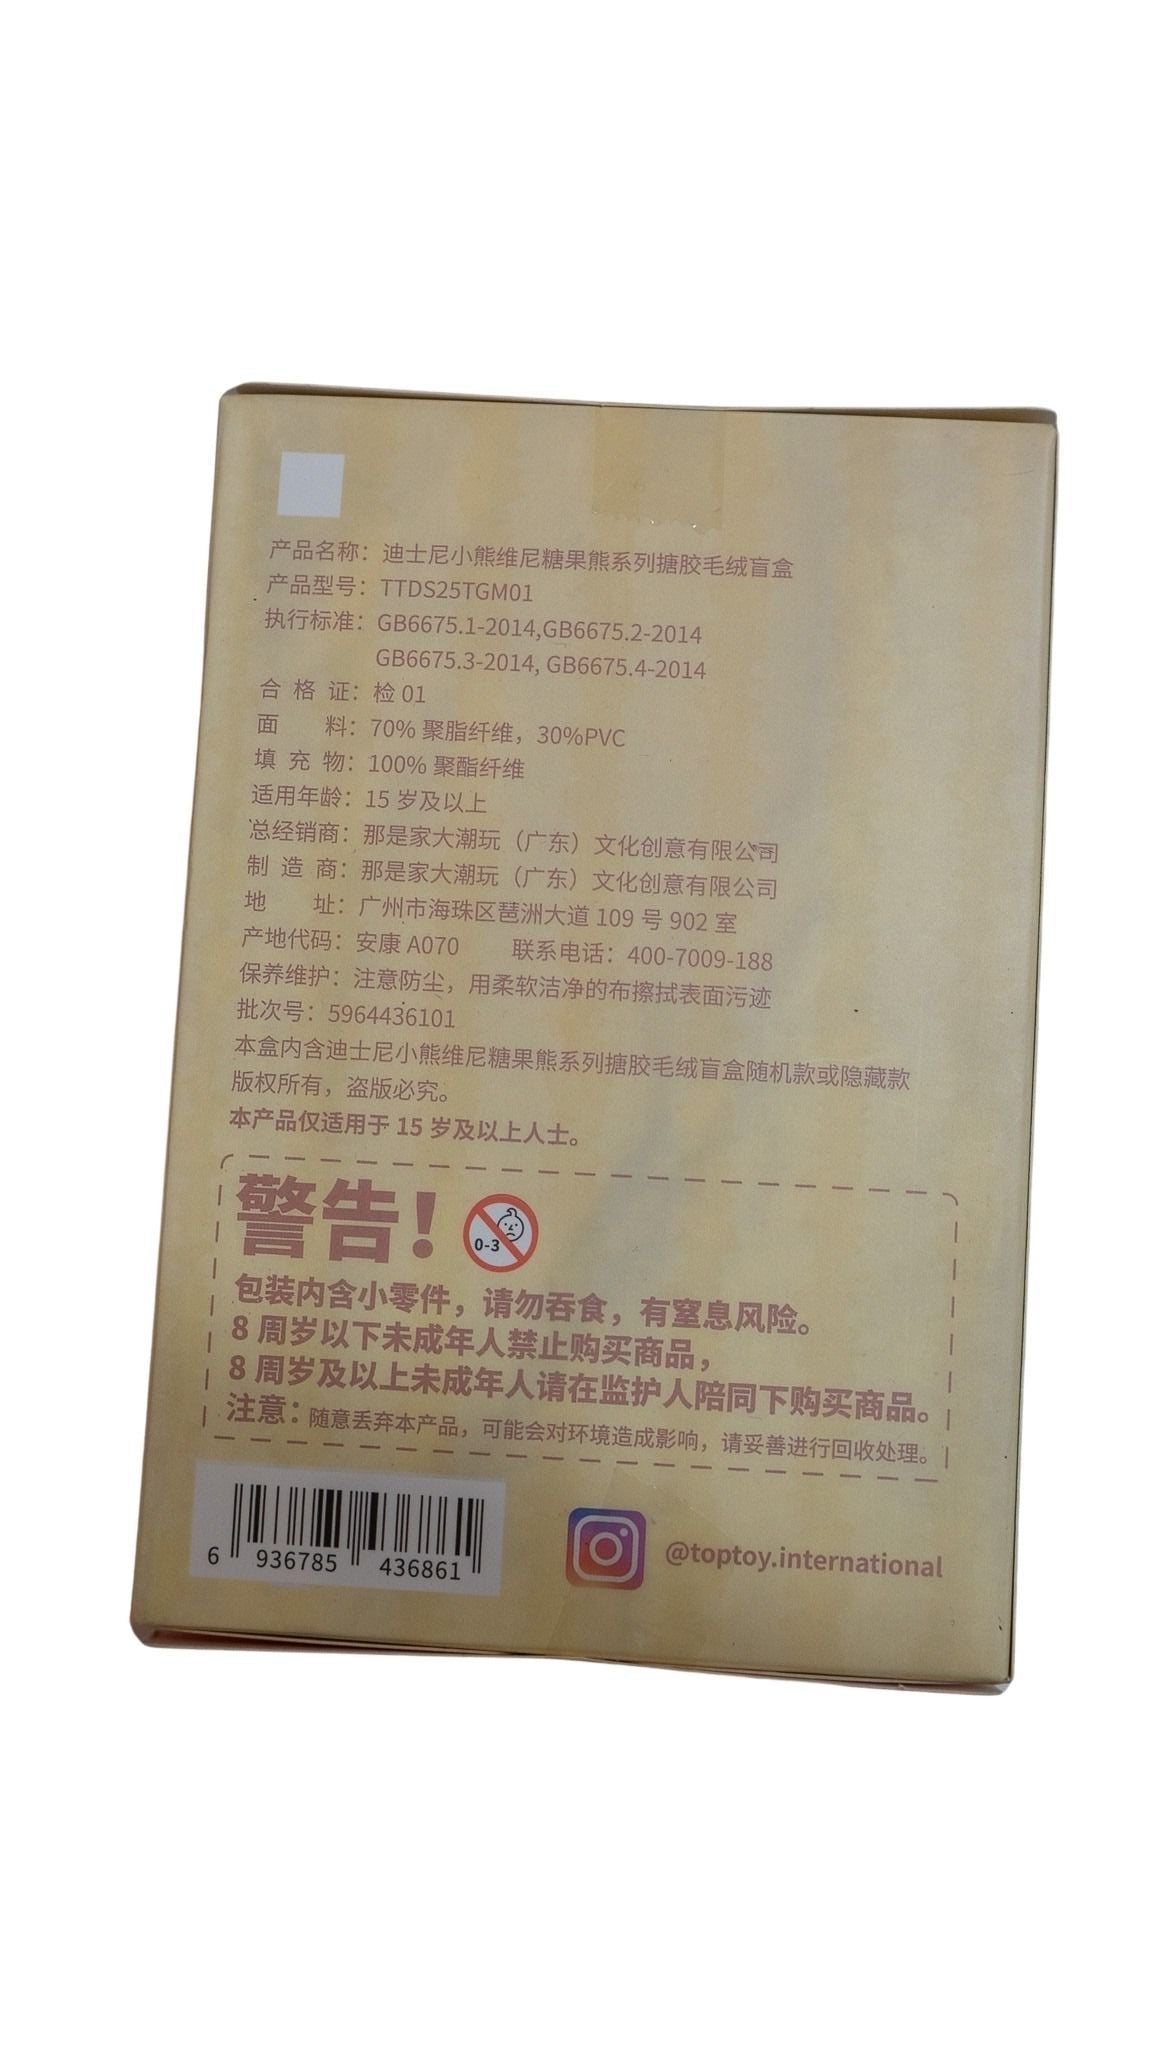 产品名称：迪士尼小熊维尼糖果熊系列搪胶毛绒盲盒
产品型号：TTDS25TGM01
执行标准：GB6675.1-2014,GB6675.2-2014
GB6675.3-2014, GB6675.4-2014
合格证：检 01
面料：70% 聚脂纤维，30%PVC
填充物：100% 聚酯纤维
适用年龄：15 岁及以上
总经销商：那是家大潮玩（广东）文化创意有限公司
制造商：那是家大潮玩（广东）文化创意有限公司
地址：广州市海珠区琶洲大道 109 号 902 室
产地代码：安康 A070 联系电话：400-7009-188
保养维护：注意防尘，用柔软洁净的布擦拭表面污迹
批次号：5964436101
本盒内含迪士尼小熊维尼糖果熊系列搪胶毛绒盲盒随机款或隐藏款
版权所有，盗版必究。
本产品仅适用于 15 岁及以上人士。
警告！
0-3
包装内含小零件，请勿吞食，有窒息风险。
8 周岁以下未成年人禁止购买商品，
8 周岁及以上未成年人请在监护人陪同下购买商品。
注意：随意丢弃本产品，可能会对环境造成影响，请妥善进行回收处理。
6 936785 436861
@toptoy.international